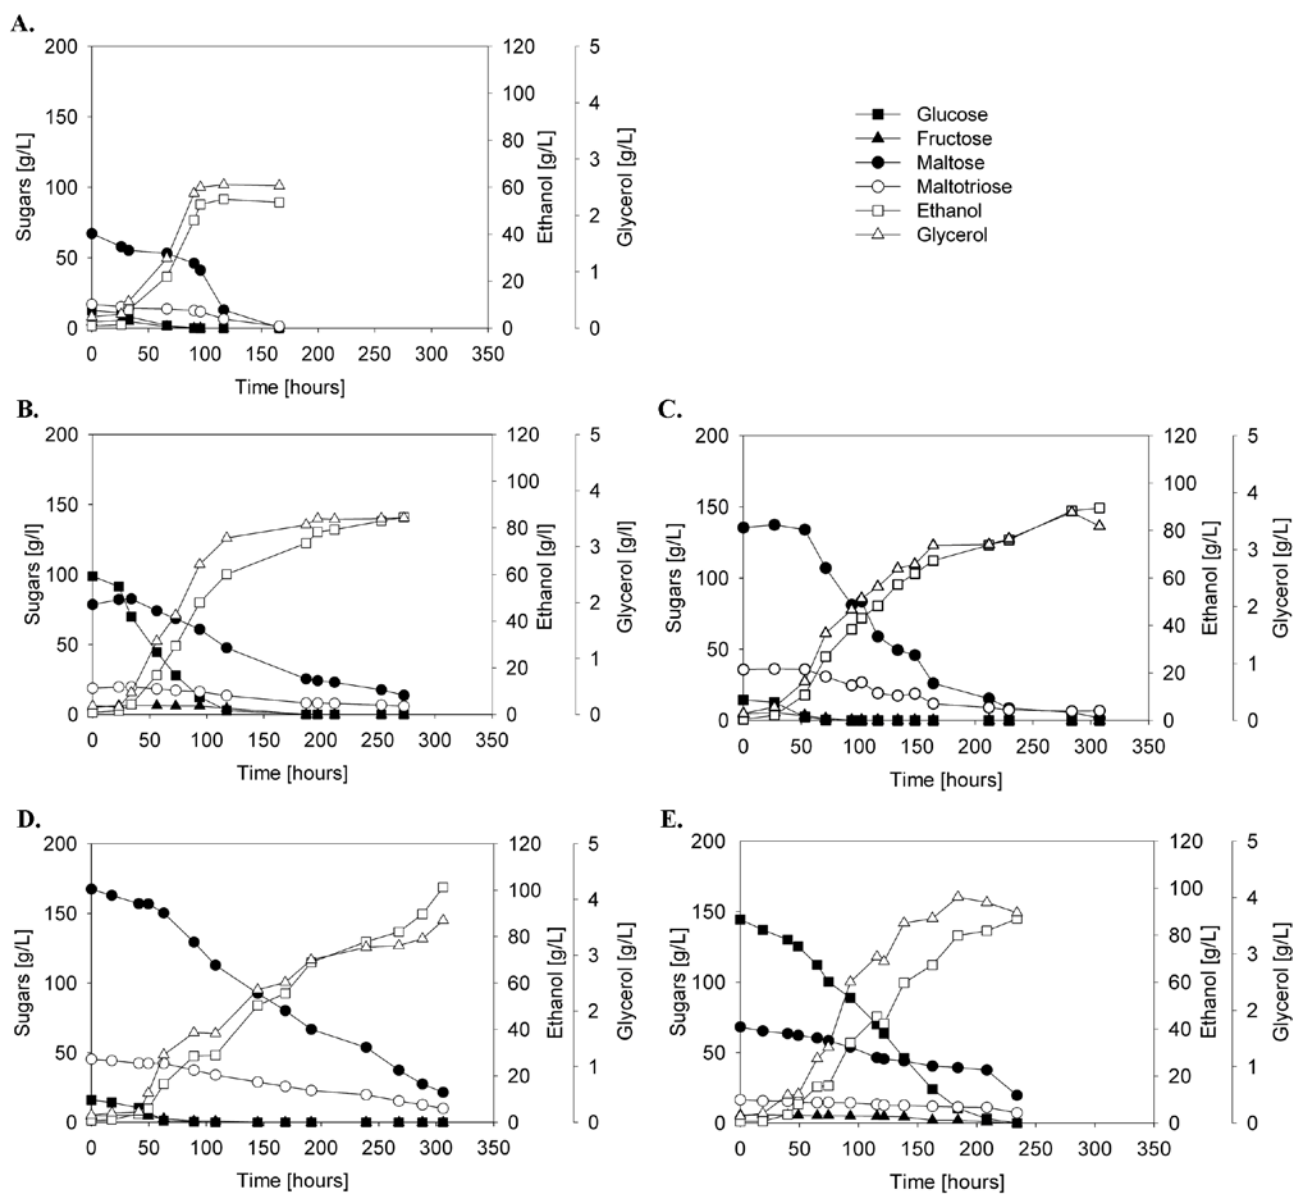 A.
200
150
100
50
0
Sugars [g/L]
120
100
80
60
40
20
0
Ethanol [g/L]
5
4
3
2
1
0
Glycerol [g/L]
0 50 100 150 200 250 300 350
Time [hours]
Glucose
Fructose
Maltose
Maltotriose
Ethanol
Glycerol
B.
200
150
100
50
0
Sugars [g/l]
120
100
80
60
40
20
0
Ethanol [g/l]
5
4
3
2
1
0
Glycerol [g/L]
0 50 100 150 200 250 300 350
Time [hours]
C.
200
150
100
50
0
Sugars [g/L]
120
100
80
60
40
20
0
Ethanol [g/L]
5
4
3
2
1
0
Glycerol [g/L]
0 50 100 150 200 250 300 350
Time [hours]
D.
200
150
100
50
0
Sugars [g/L]
120
100
80
60
40
20
0
Ethanol [g/L]
5
4
3
2
1
0
Glycerol [g/L]
0 50 100 150 200 250 300 350
Time [hours]
E.
200
150
100
50
0
Sugars [g/L]
120
100
80
60
40
20
0
Ethanol [g/L]
5
4
3
2
1
0
Glycerol [g/L]
0 50 100 150 200 250 300 350
Time [hours]